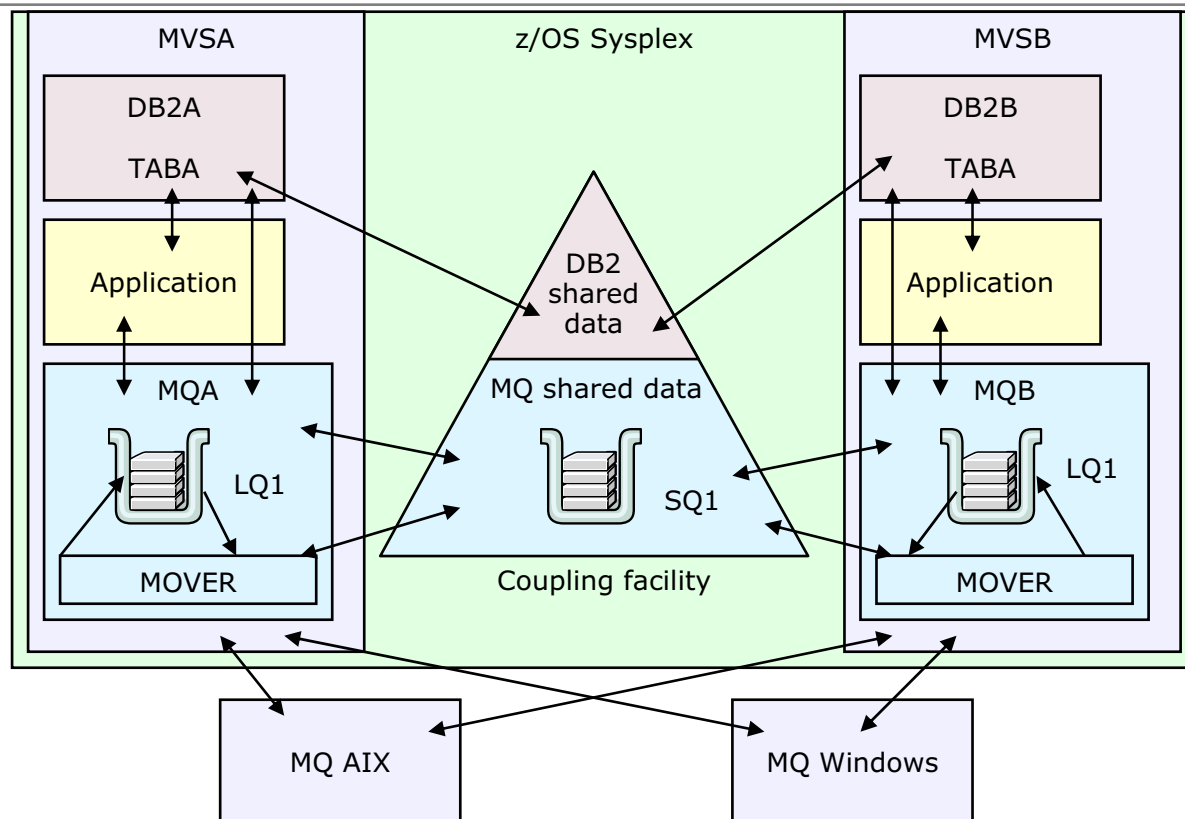 MVSA
z/OS Sysplex
MVSB
DB2A
TABA
DB2B
TABA
Application
DB2
shared
data
Application
MQA
MQ shared data
MQB
LQ1
SQ1
LQ1
MOVER
Coupling facility
MOVER
MQ AIX
MQ Windows